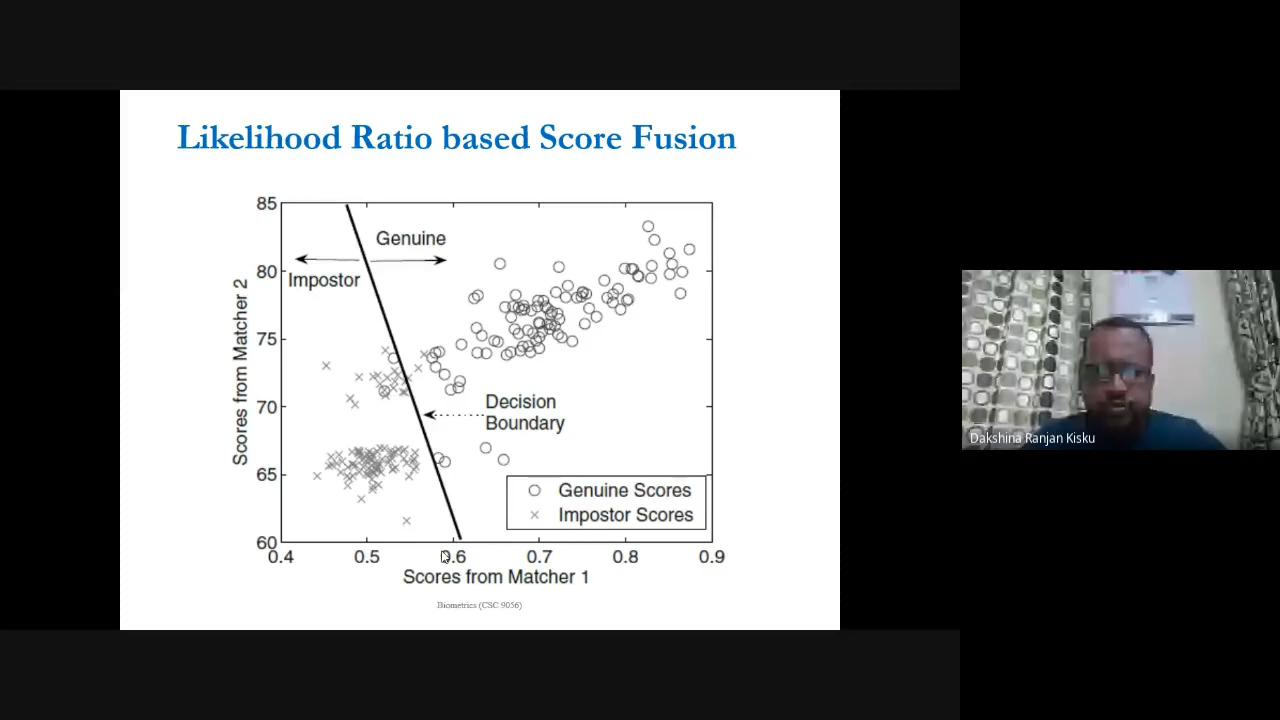 Likelihood Ratio based Score Fusion
85
80
75
70
65
60
Scores from Matcher 2
Genuine
Impostor
Decision
Boundary
Genuine Scores
Impostor Scores
0.4 0.5 0.6 0.7 0.8 0.9
Scores from Matcher 1
Biometrics (CSC 9056)
Dakshina Ranjan Kisku